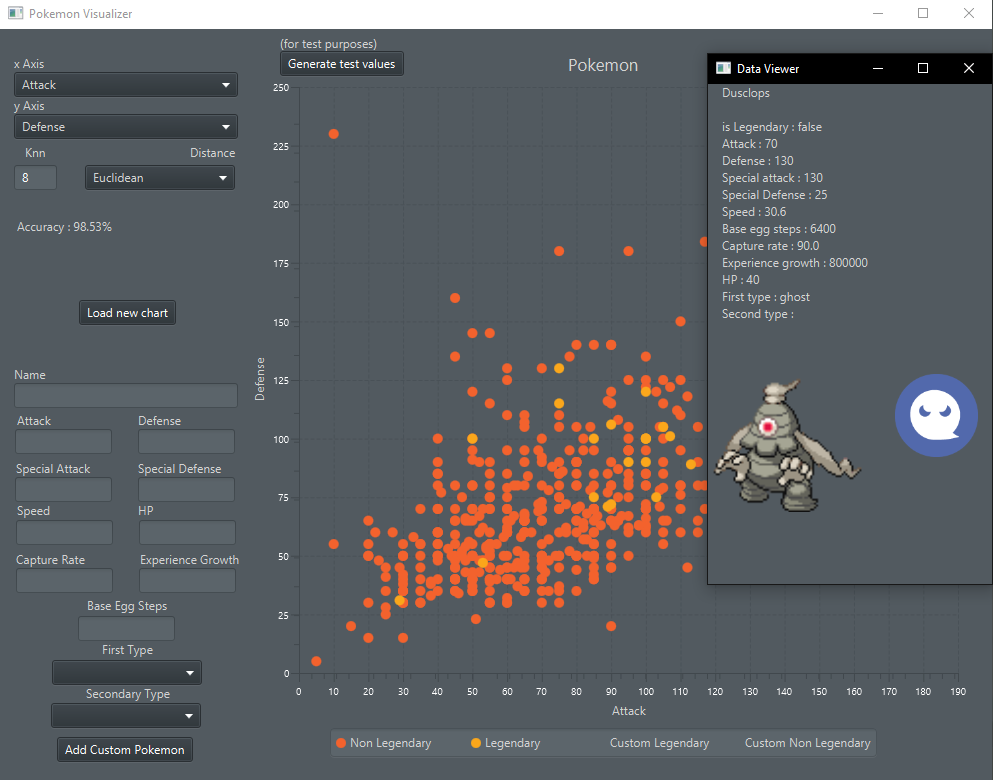 Pokemon Visualizer
(for test purposes)
Generate test values
Pokemon
x Axis
Attack
y Axis
Defense
Knn
Distance
8
Euclidean
Accuracy : 98.53%
Load new chart
Name
Attack
Defense
Special Attack
Special Defense
Speed
HP
Capture Rate
Experience Growth
Base Egg Steps
First Type
Secondary Type
Add Custom Pokemon
Defense
250
225
200
175
150
125
100
75
50
25
0
0 10 20 30 40 50 60 70 80 90 100 110 120 130 140 150 160 170 180 190
Attack
Non Legendary
Legendary
Custom Legendary
Custom Non Legendary
Data Viewer
Dusclops
is Legendary : false
Attack : 70
Defense : 130
Special attack : 130
Special Defense : 25
Speed : 30.6
Base egg steps : 6400
Capture rate : 90.0
Experience growth : 800000
HP : 40
First type : ghost
Second type :